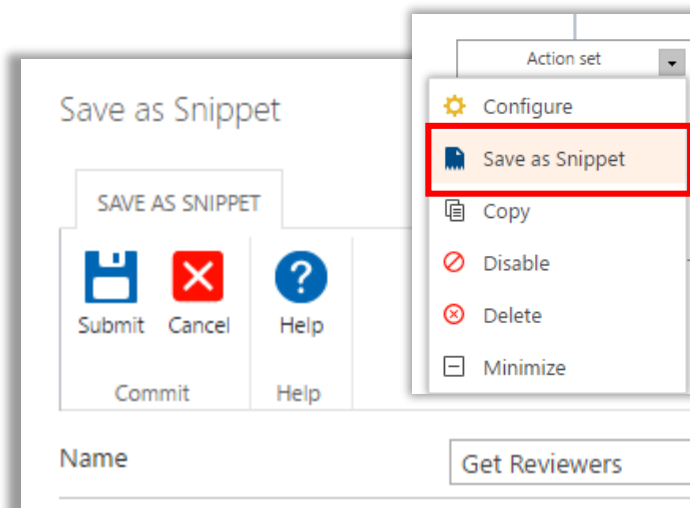 Action set
Configure
Save as Snippet
Copy
Disable
Delete
Minimize
Save as Snippet
SAVE AS SNIPPET
Submit Cancel Help
Commit Help
Name Get Reviewers